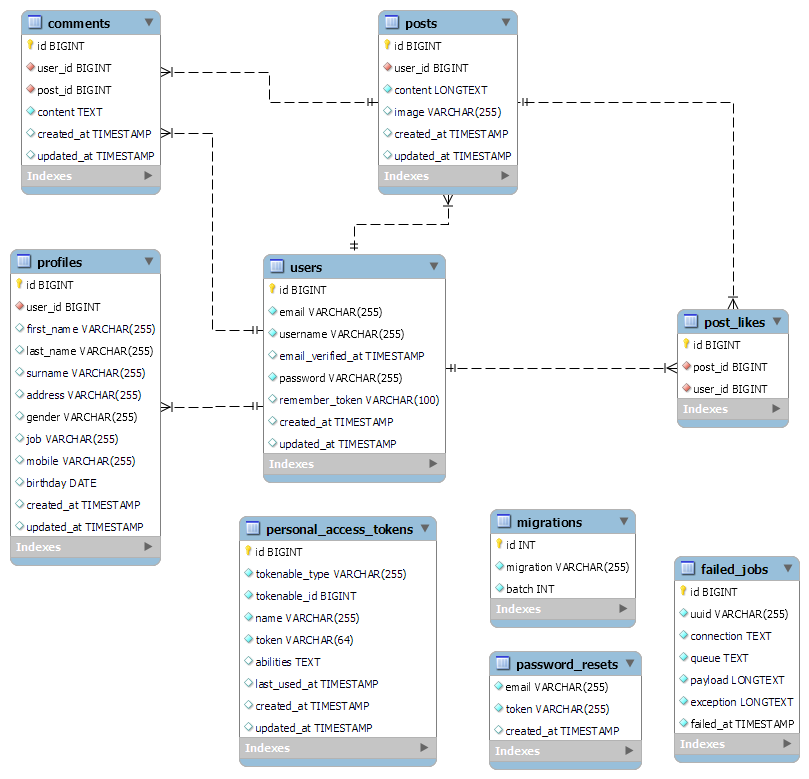 comments
id BIGINT
user_id BIGINT
post_id BIGINT
content TEXT
created_at TIMESTAMP
updated_at TIMESTAMP
Indexes
posts
id BIGINT
user_id BIGINT
content LONGTEXT
image VARCHAR(255)
created_at TIMESTAMP
updated_at TIMESTAMP
Indexes
profiles
id BIGINT
user_id BIGINT
first_name VARCHAR(255)
last_name VARCHAR(255)
surname VARCHAR(255)
address VARCHAR(255)
gender VARCHAR(255)
job VARCHAR(255)
mobile VARCHAR(255)
birthday DATE
created_at TIMESTAMP
updated_at TIMESTAMP
Indexes
users
id BIGINT
email VARCHAR(255)
username VARCHAR(255)
email_verified_at TIMESTAMP
password VARCHAR(255)
remember_token VARCHAR(100)
created_at TIMESTAMP
updated_at TIMESTAMP
Indexes
post_likes
id BIGINT
post_id BIGINT
user_id BIGINT
Indexes
personal_access_tokens
id BIGINT
tokenable_type VARCHAR(255)
tokenable_id BIGINT
name VARCHAR(255)
token VARCHAR(64)
abilities TEXT
last_used_at TIMESTAMP
created_at TIMESTAMP
updated_at TIMESTAMP
Indexes
migrations
id INT
migration VARCHAR(255)
batch INT
Indexes
password_resets
email VARCHAR(255)
token VARCHAR(255)
created_at TIMESTAMP
Indexes
failed_jobs
id BIGINT
uuid VARCHAR(255)
connection TEXT
queue TEXT
payload LONGTEXT
exception LONGTEXT
failed_at TIMESTAMP
Indexes